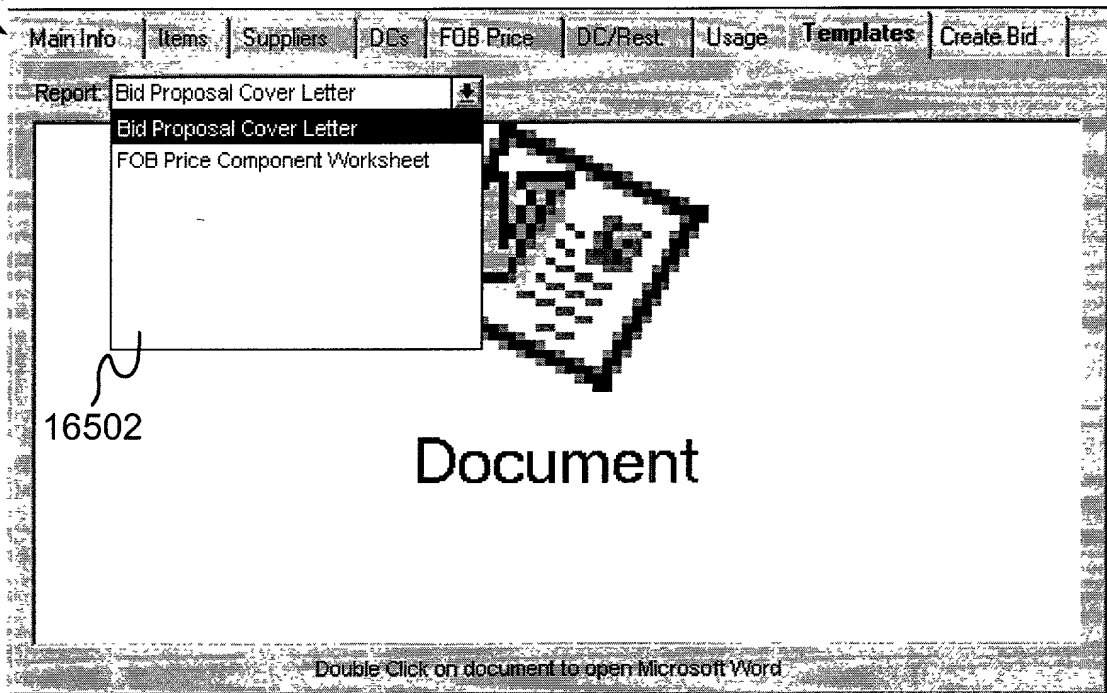 Main Info Items Suppliers DCs FOB Price DC/Rest. Usage Templates Create Bid
Report: Bid Proposal Cover Letter
Bid Proposal Cover Letter
FOB Price Component Worksheet
16502
Document
Double Click on document to open Microsoft Word